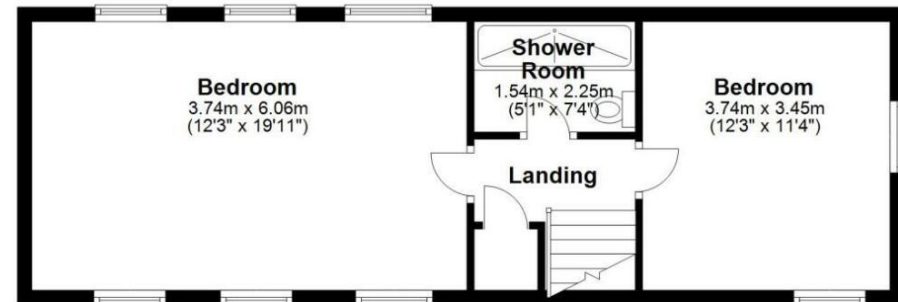 Bedroom
3.74m x 6.06m
(12'3" x 19'11")
Shower
Room
1.54m x 2.25m
(5'1" x 7'4")
Bedroom
3.74m x 3.45m
(12'3" x 11'4")
Landing